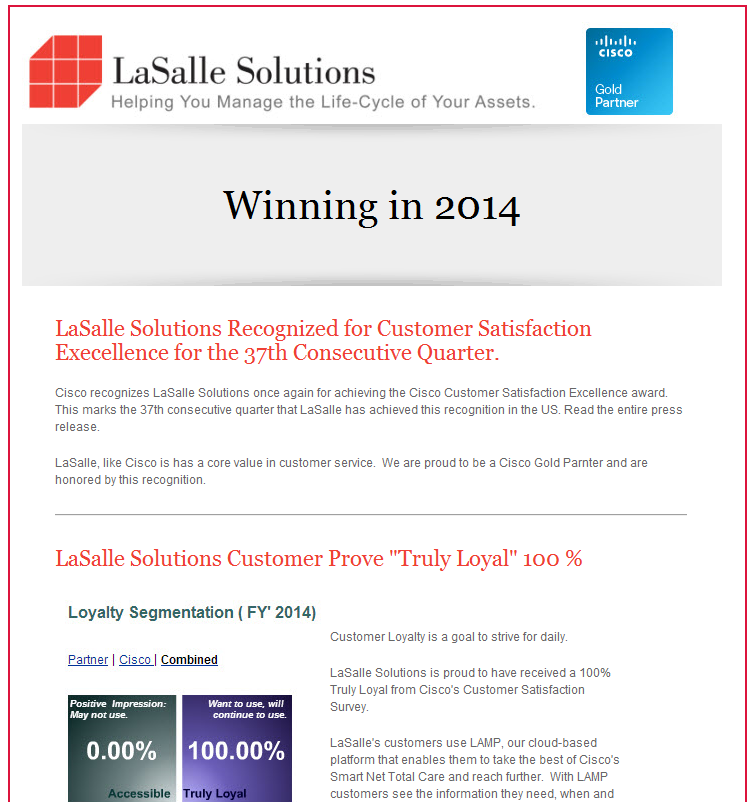 LaSalle Solutions
Helping You Manage the Life-Cycle of Your Assets.
cisco
Gold
Partner
Winning in 2014
LaSalle Solutions Recognized for Customer Satisfaction
Execellence for the 37th Consecutive Quarter.
Cisco recognizes LaSalle Solutions once again for achieving the Cisco Customer Satisfaction Excellence award.
This marks the 37th consecutive quarter that LaSalle has achieved this recognition in the US. Read the entire press
release.
LaSalle, like Cisco is has a core value in customer service.  We are proud to be a Cisco Gold Parnter and are
honored by this recognition.
LaSalle Solutions Customer Prove "Truly Loyal" 100 %
Loyalty Segmentation ( FY' 2014)
Partner | Cisco | Combined
Positive Impression:
May not use.
0.00%
Accessible
Want to use, will
continue to use.
100.00%
Truly Loyal
Customer Loyalty is a goal to strive for daily.
LaSalle Solutions is proud to have received a 100%
Truly Loyal from Cisco's Customer Satisfaction
Survey.
LaSalle's customers use LAMP, our cloud-based
platform that enables them to take the best of Cisco's
Smart Net Total Care and reach further.  With LAMP
customers see the information they need, when and